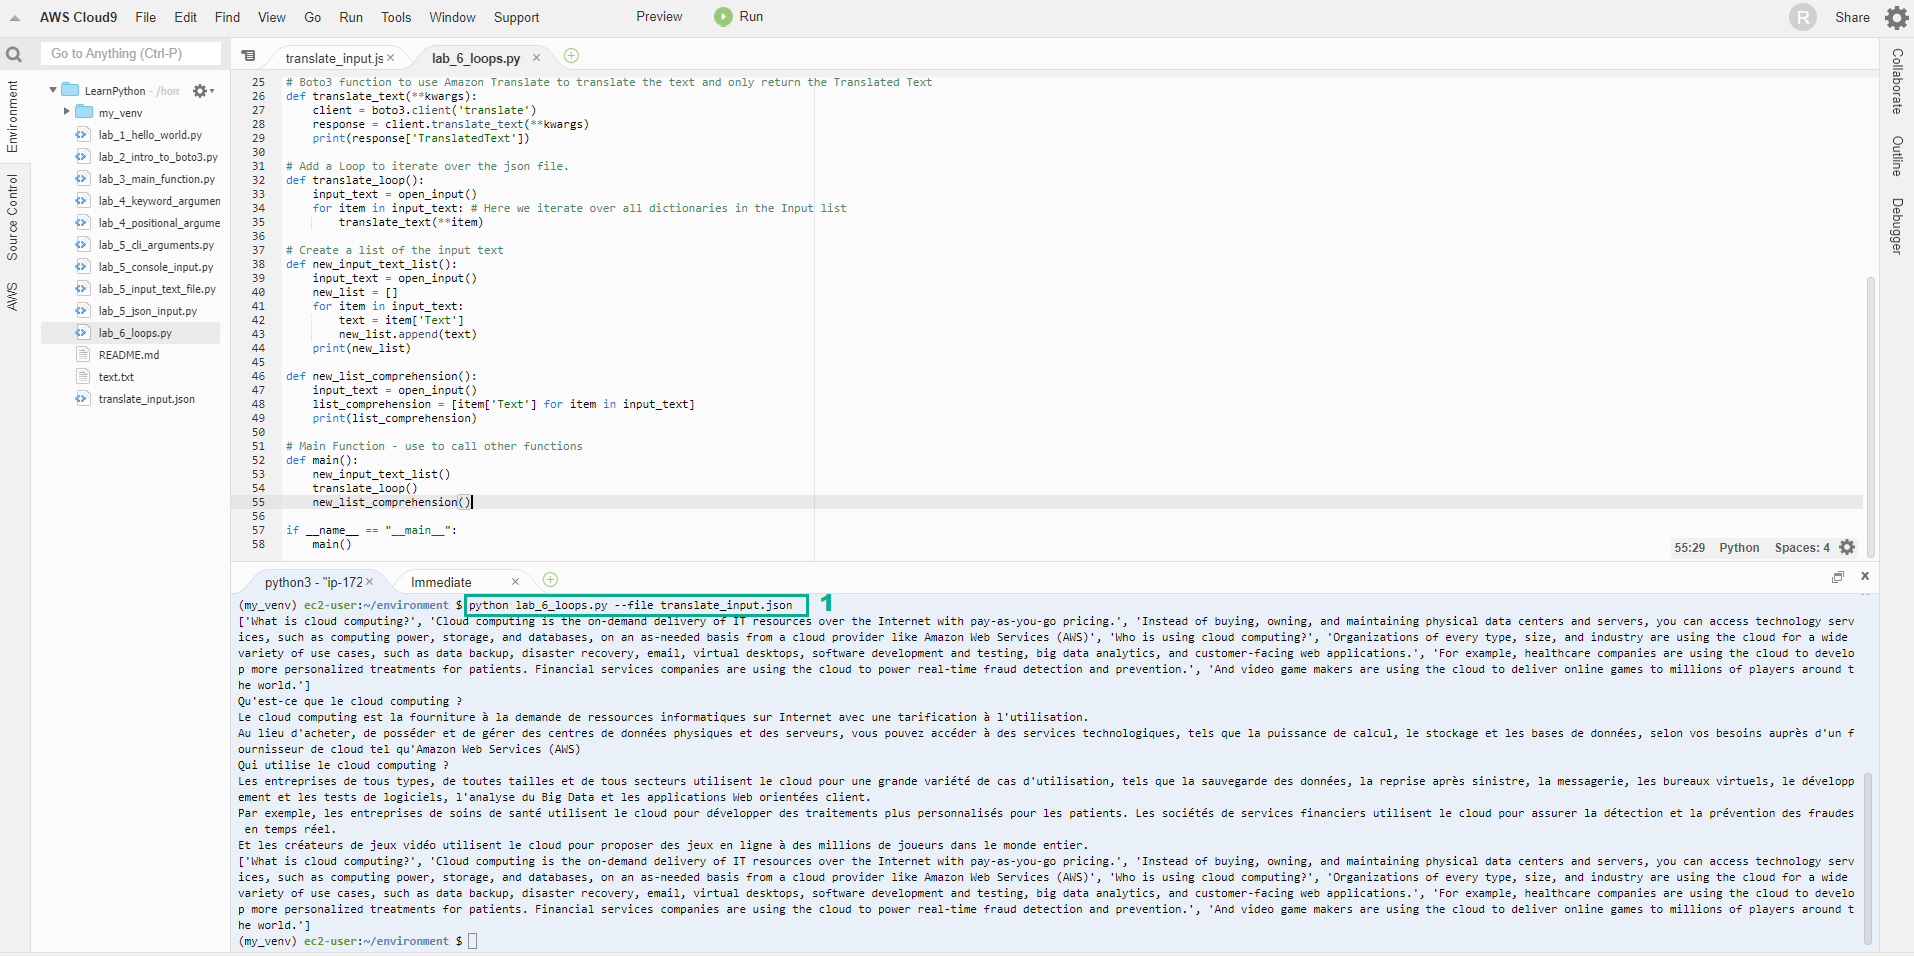 AWS Cloud9 File Edit Find View Go Run Tools Window Support Preview Run R Share
Go to Anything (Ctrl-P)
translate_input.js × lab_6_loops.py ×
Environment
Source Control
AWS
LearnPython - /hom
my_venv
lab_1_hello_world.py
lab_2_intro_to_boto3.py
lab_3_main_function.py
lab_4_keyword_argumen
lab_4_positional_argume
lab_5_cli_arguments.py
lab_5_console_input.py
lab_5_input_text_file.py
lab_5_json_input.py
lab_6_loops.py
README.md
text.txt
translate_input.json
25 # Boto3 function to use Amazon Translate to translate the text and only return the Translated Text
26 def translate_text(**kwargs):
27     client = boto3.client('translate')
28     response = client.translate_text(**kwargs)
29     print(response['TranslatedText'])
30
31 # Add a Loop to iterate over the json file.
32 def translate_loop():
33     input_text = open_input()
34     for item in input_text: # Here we iterate over all dictionaries in the Input list
35         translate_text(**item)
36
37 # Create a list of the input text
38 def new_input_text_list():
39     input_text = open_input()
40     new_list = []
41     for item in input_text:
42         text = item['Text']
43         new_list.append(text)
44     print(new_list)
45
46 def new_list_comprehension():
47     input_text = open_input()
48     list_comprehension = [item['Text'] for item in input_text]
49     print(list_comprehension)
50
51 # Main Function - use to call other functions
52 def main():
53     new_input_text_list()
54     translate_loop()
55     new_list_comprehension()
56
57 if __name__ == "__main__":
58     main()
55:29 Python Spaces: 4
Collaborate
Outline
Debugger
python3 - "ip-172 × Immediate ×
(my_venv) ec2-user:~/environment $ python lab_6_loops.py --file translate_input.json 1
['What is cloud computing?', 'Cloud computing is the on-demand delivery of IT resources over the Internet with pay-as-you-go pricing.', 'Instead of buying, owning, and maintaining physical data centers and servers, you can access technology serv
ices, such as computing power, storage, and databases, on an as-needed basis from a cloud provider like Amazon Web Services (AWS)', 'Who is using cloud computing?', 'Organizations of every type, size, and industry are using the cloud for a wide
variety of use cases, such as data backup, disaster recovery, email, virtual desktops, software development and testing, big data analytics, and customer-facing web applications.', 'For example, healthcare companies are using the cloud to develo
p more personalized treatments for patients. Financial services companies are using the cloud to power real-time fraud detection and prevention.', 'And video game makers are using the cloud to deliver online games to millions of players around t
he world.']
Qu'est-ce que le cloud computing ?
Le cloud computing est la fourniture à la demande de ressources informatiques sur Internet avec une tarification à l'utilisation.
Au lieu d'acheter, de posséder et de gérer des centres de données physiques et des serveurs, vous pouvez accéder à des services technologiques, tels que la puissance de calcul, le stockage et les bases de données, selon vos besoins auprès d'un f
ournisseur de cloud tel qu'Amazon Web Services (AWS)
Qui utilise le cloud computing ?
Les entreprises de tous types, de toutes tailles et de tous secteurs utilisent le cloud pour une grande variété de cas d'utilisation, tels que la sauvegarde des données, la reprise après sinistre, la messagerie, les bureaux virtuels, le développ
ement et les tests de logiciels, l'analyse du Big Data et les applications Web orientées client.
Par exemple, les entreprises de soins de santé utilisent le cloud pour développer des traitements plus personnalisés pour les patients. Les sociétés de services financiers utilisent le cloud pour assurer la détection et la prévention des fraudes
en temps réel.
Et les créateurs de jeux vidéo utilisent le cloud pour proposer des jeux en ligne à des millions de joueurs dans le monde entier.
['What is cloud computing?', 'Cloud computing is the on-demand delivery of IT resources over the Internet with pay-as-you-go pricing.', 'Instead of buying, owning, and maintaining physical data centers and servers, you can access technology serv
ices, such as computing power, storage, and databases, on an as-needed basis from a cloud provider like Amazon Web Services (AWS)', 'Who is using cloud computing?', 'Organizations of every type, size, and industry are using the cloud for a wide
variety of use cases, such as data backup, disaster recovery, email, virtual desktops, software development and testing, big data analytics, and customer-facing web applications.', 'For example, healthcare companies are using the cloud to develo
p more personalized treatments for patients. Financial services companies are using the cloud to power real-time fraud detection and prevention.', 'And video game makers are using the cloud to deliver online games to millions of players around t
he world.']
(my_venv) ec2-user:~/environment $